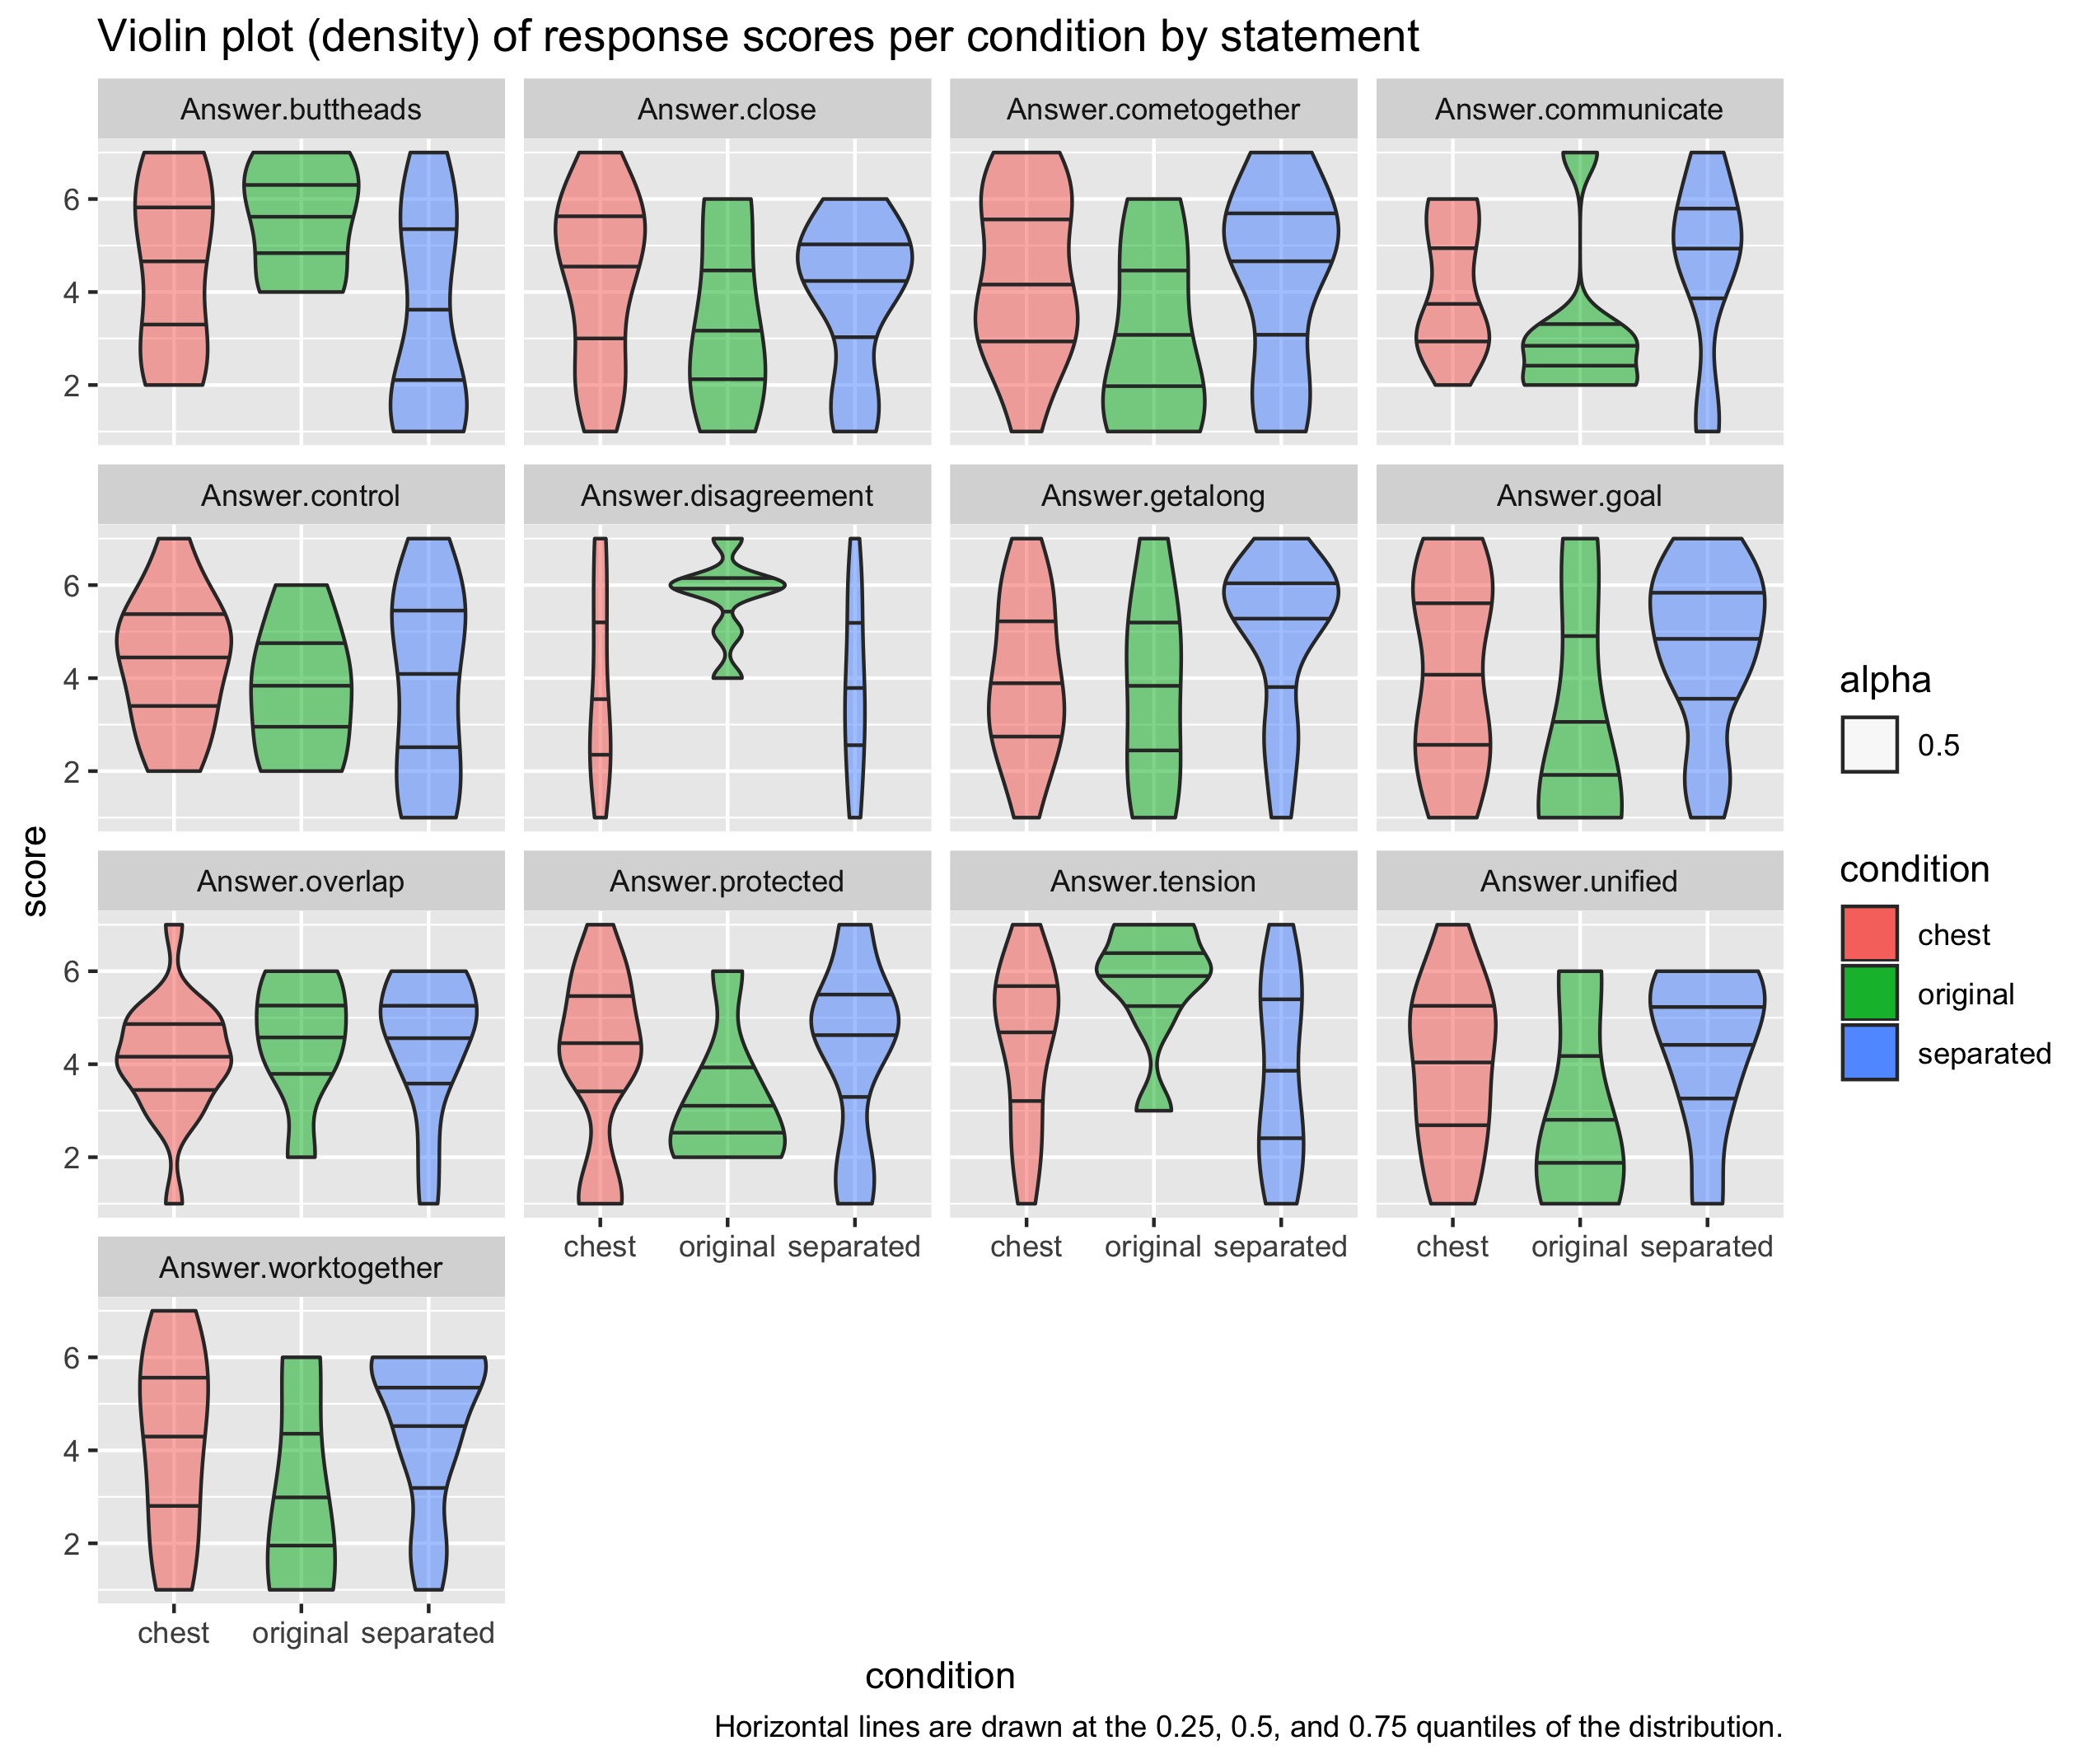 Violin plot (density) of response scores per condition by statement
Answer.buttheads
Answer.close
Answer.cometogether
Answer.communicate
6
4
2
Answer.control
Answer.disagreement
Answer.getalong
Answer.goal
6
4
2
Answer.overlap
Answer.protected
Answer.tension
Answer.unified
6
4
2
chest original separated
chest original separated
chest original separated
Answer.worktogether
6
4
2
chest original separated
score
condition
Horizontal lines are drawn at the 0.25, 0.5, and 0.75 quantiles of the distribution.
alpha
0.5
condition
chest
original
separated